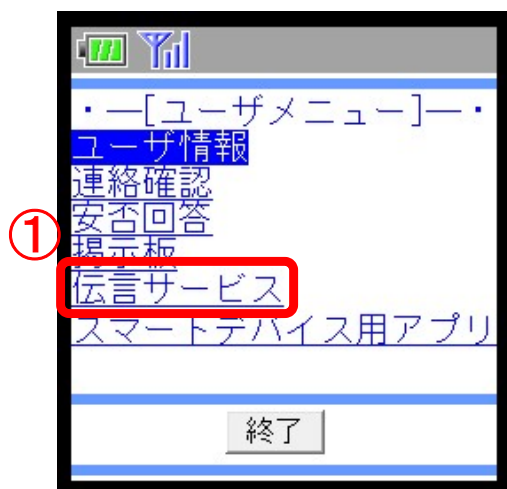 ・―[ユーザメニュー]―・
ユーザ情報
連絡確認
安否回答
①
掲示板
伝言サービス
スマートデバイス用アプリ
終了